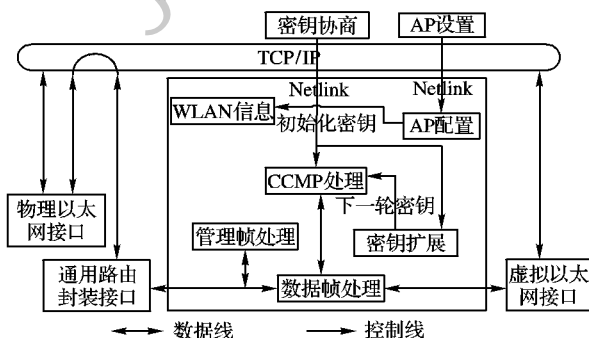 密钥协商
AP设置
TCP/IP
Netlink
Netlink
WLAN信息
初始化密钥
AP配置
CCMP处理
下一轮密钥
物理以太
网接口
管理帧处理
密钥扩展
通用路由
封装接口
数据帧处理
虚拟以太
网接口
数据线
控制线